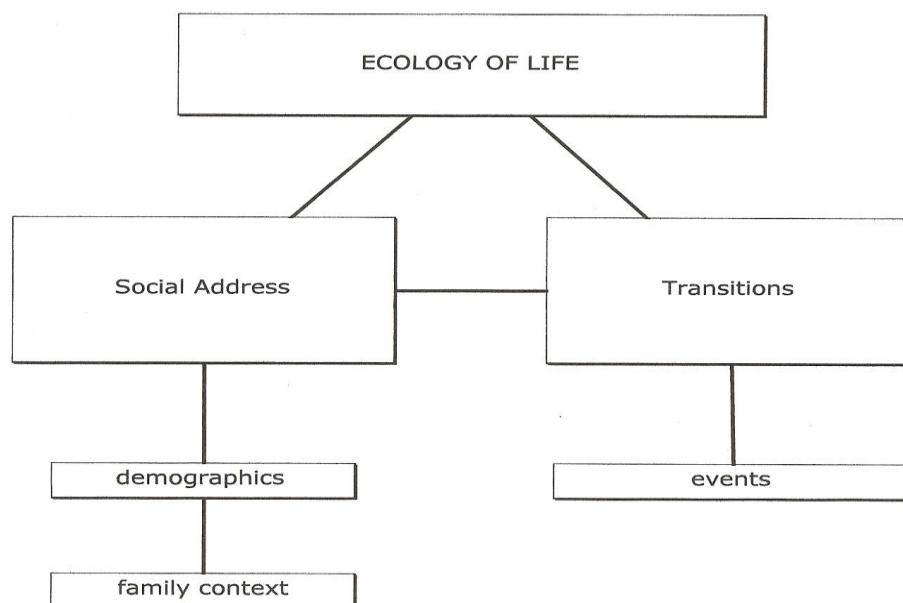 ECOLOGY OF LIFE
Social Address
Transitions
demographics
events
family context